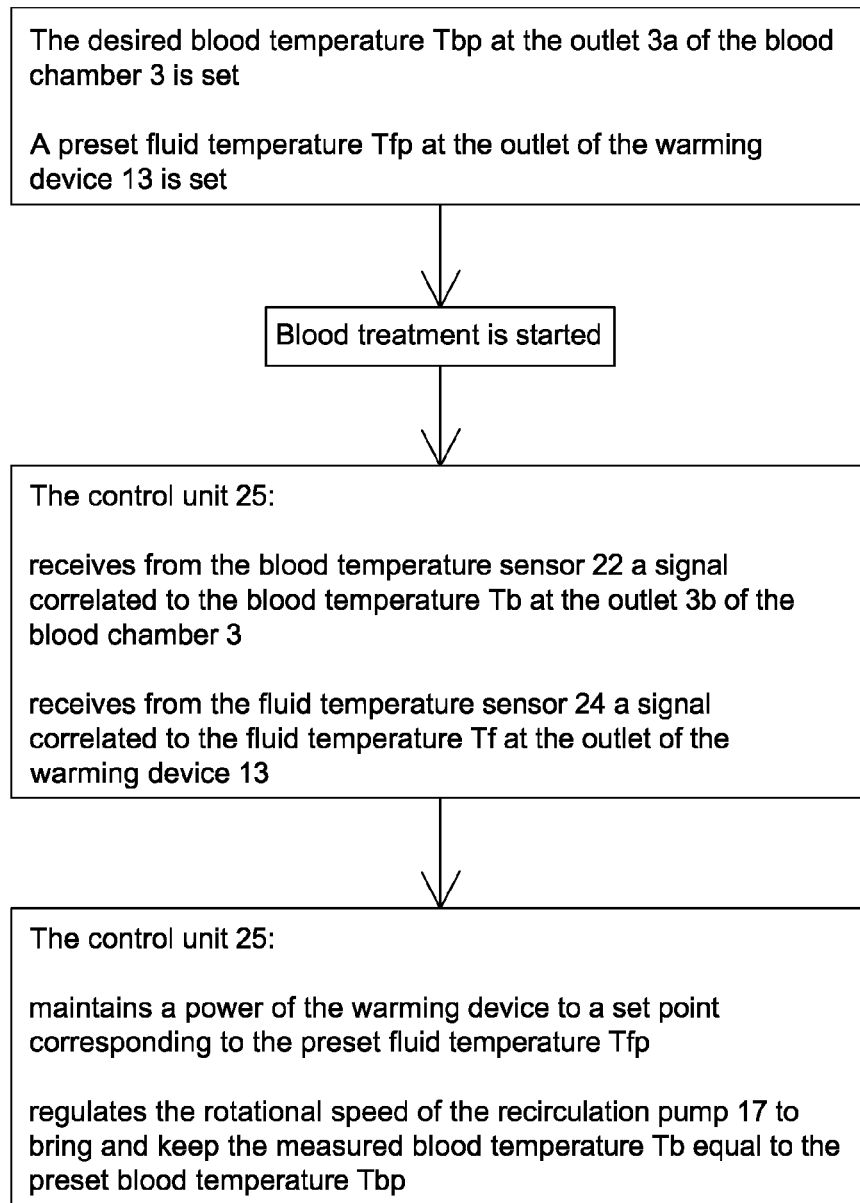 The desired blood temperature Tbp at the outlet 3a of the blood
chamber 3 is set
A preset fluid temperature Tfp at the outlet of the warming
device 13 is set
Blood treatment is started
The control unit 25:
receives from the blood temperature sensor 22 a signal
correlated to the blood temperature Tb at the outlet 3b of the
blood chamber 3
receives from the fluid temperature sensor 24 a signal
correlated to the fluid temperature Tf at the outlet of the
warming device 13
The control unit 25:
maintains a power of the warming device to a set point
corresponding to the preset fluid temperature Tfp
regulates the rotational speed of the recirculation pump 17 to
bring and keep the measured blood temperature Tb equal to the
preset blood temperature Tbp